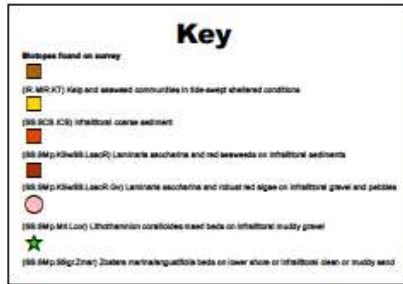 Key
Biotopes found on survey
(IR.MIR.KT) Kelp and seaweed communities in tide-swept sheltered conditions
(SS.SCS.ICS) Infralittoral coarse sediment
(SS.SMp.KSwSS.LsacR) Laminaria saccharina and red seaweeds on infralittoral sediments
(SS.SMp.KSwSS.LsacR.Gv) Laminaria saccharina and robust red algae on infralittoral gravel and pebbles
(SS.SMp.Mrl.Lcor) Lithothamnion corallioides maerl beds on infralittoral muddy gravel
(SS.SMp.SSgr.Zmar) Zostera marina/angustifolia beds on lower shore or infralittoral clean or muddy sand